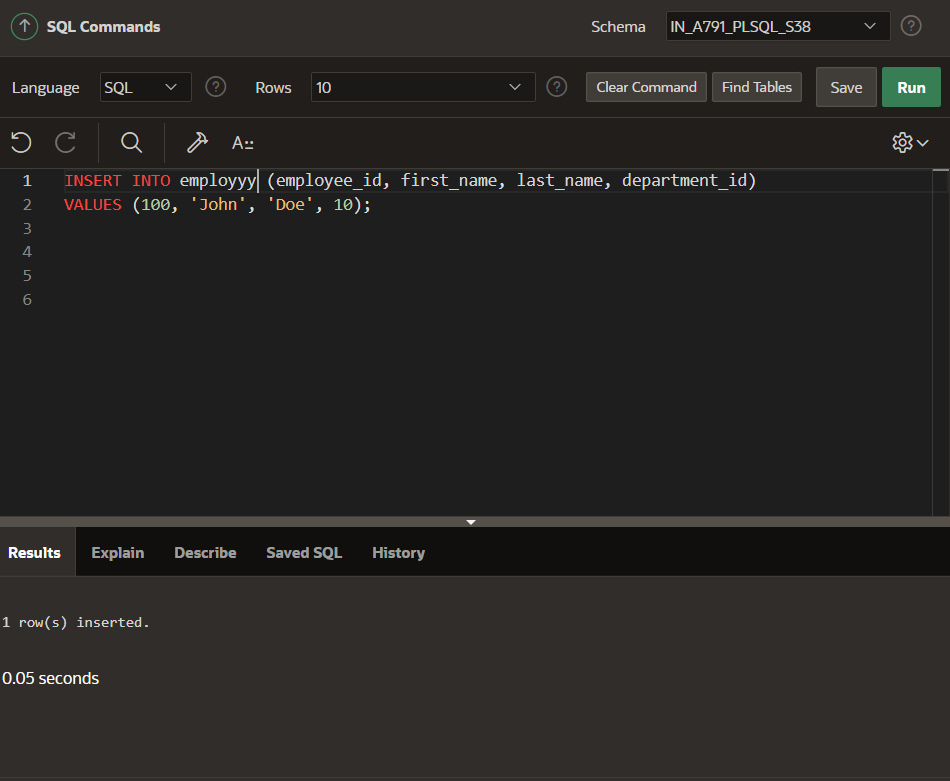 SQL Commands
Schema IN_A791_PLSQL_S38 ?
Language SQL ? Rows 10 ? Clear Command Find Tables Save Run
A::
1 INSERT INTO employyy (employee_id, first_name, last_name, department_id)
2 VALUES (100, 'John', 'Doe', 10);
3
4
5
6
Results Explain Describe Saved SQL History
1 row(s) inserted.
0.05 seconds